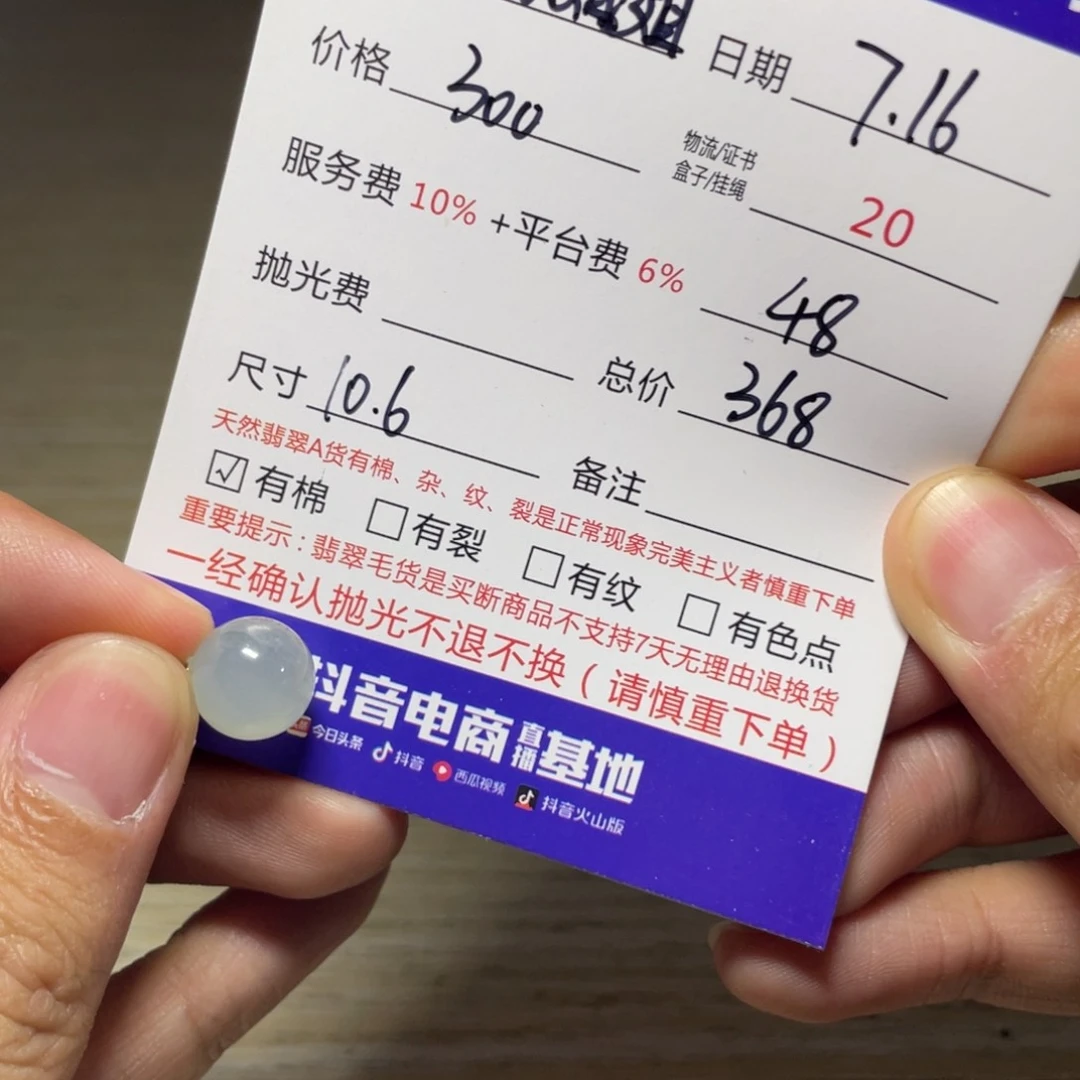 日期 7.16
价格 300
物流/证书
盒子/挂绳 20
服务费 10% +平台费 6% 48
抛光费
总价 368
尺寸 10.6
备注
天然翡翠A货有棉、杂、纹、裂是正常现象完美主义者慎重下单
☑有棉 □有裂 □有纹 □有色点
重要提示:翡翠毛货是买断商品不支持7天无理由退换货
一经确认抛光不退不换(请慎重下单)
抖音电商直播基地
今日头条 抖音 西瓜视频 抖音火山版